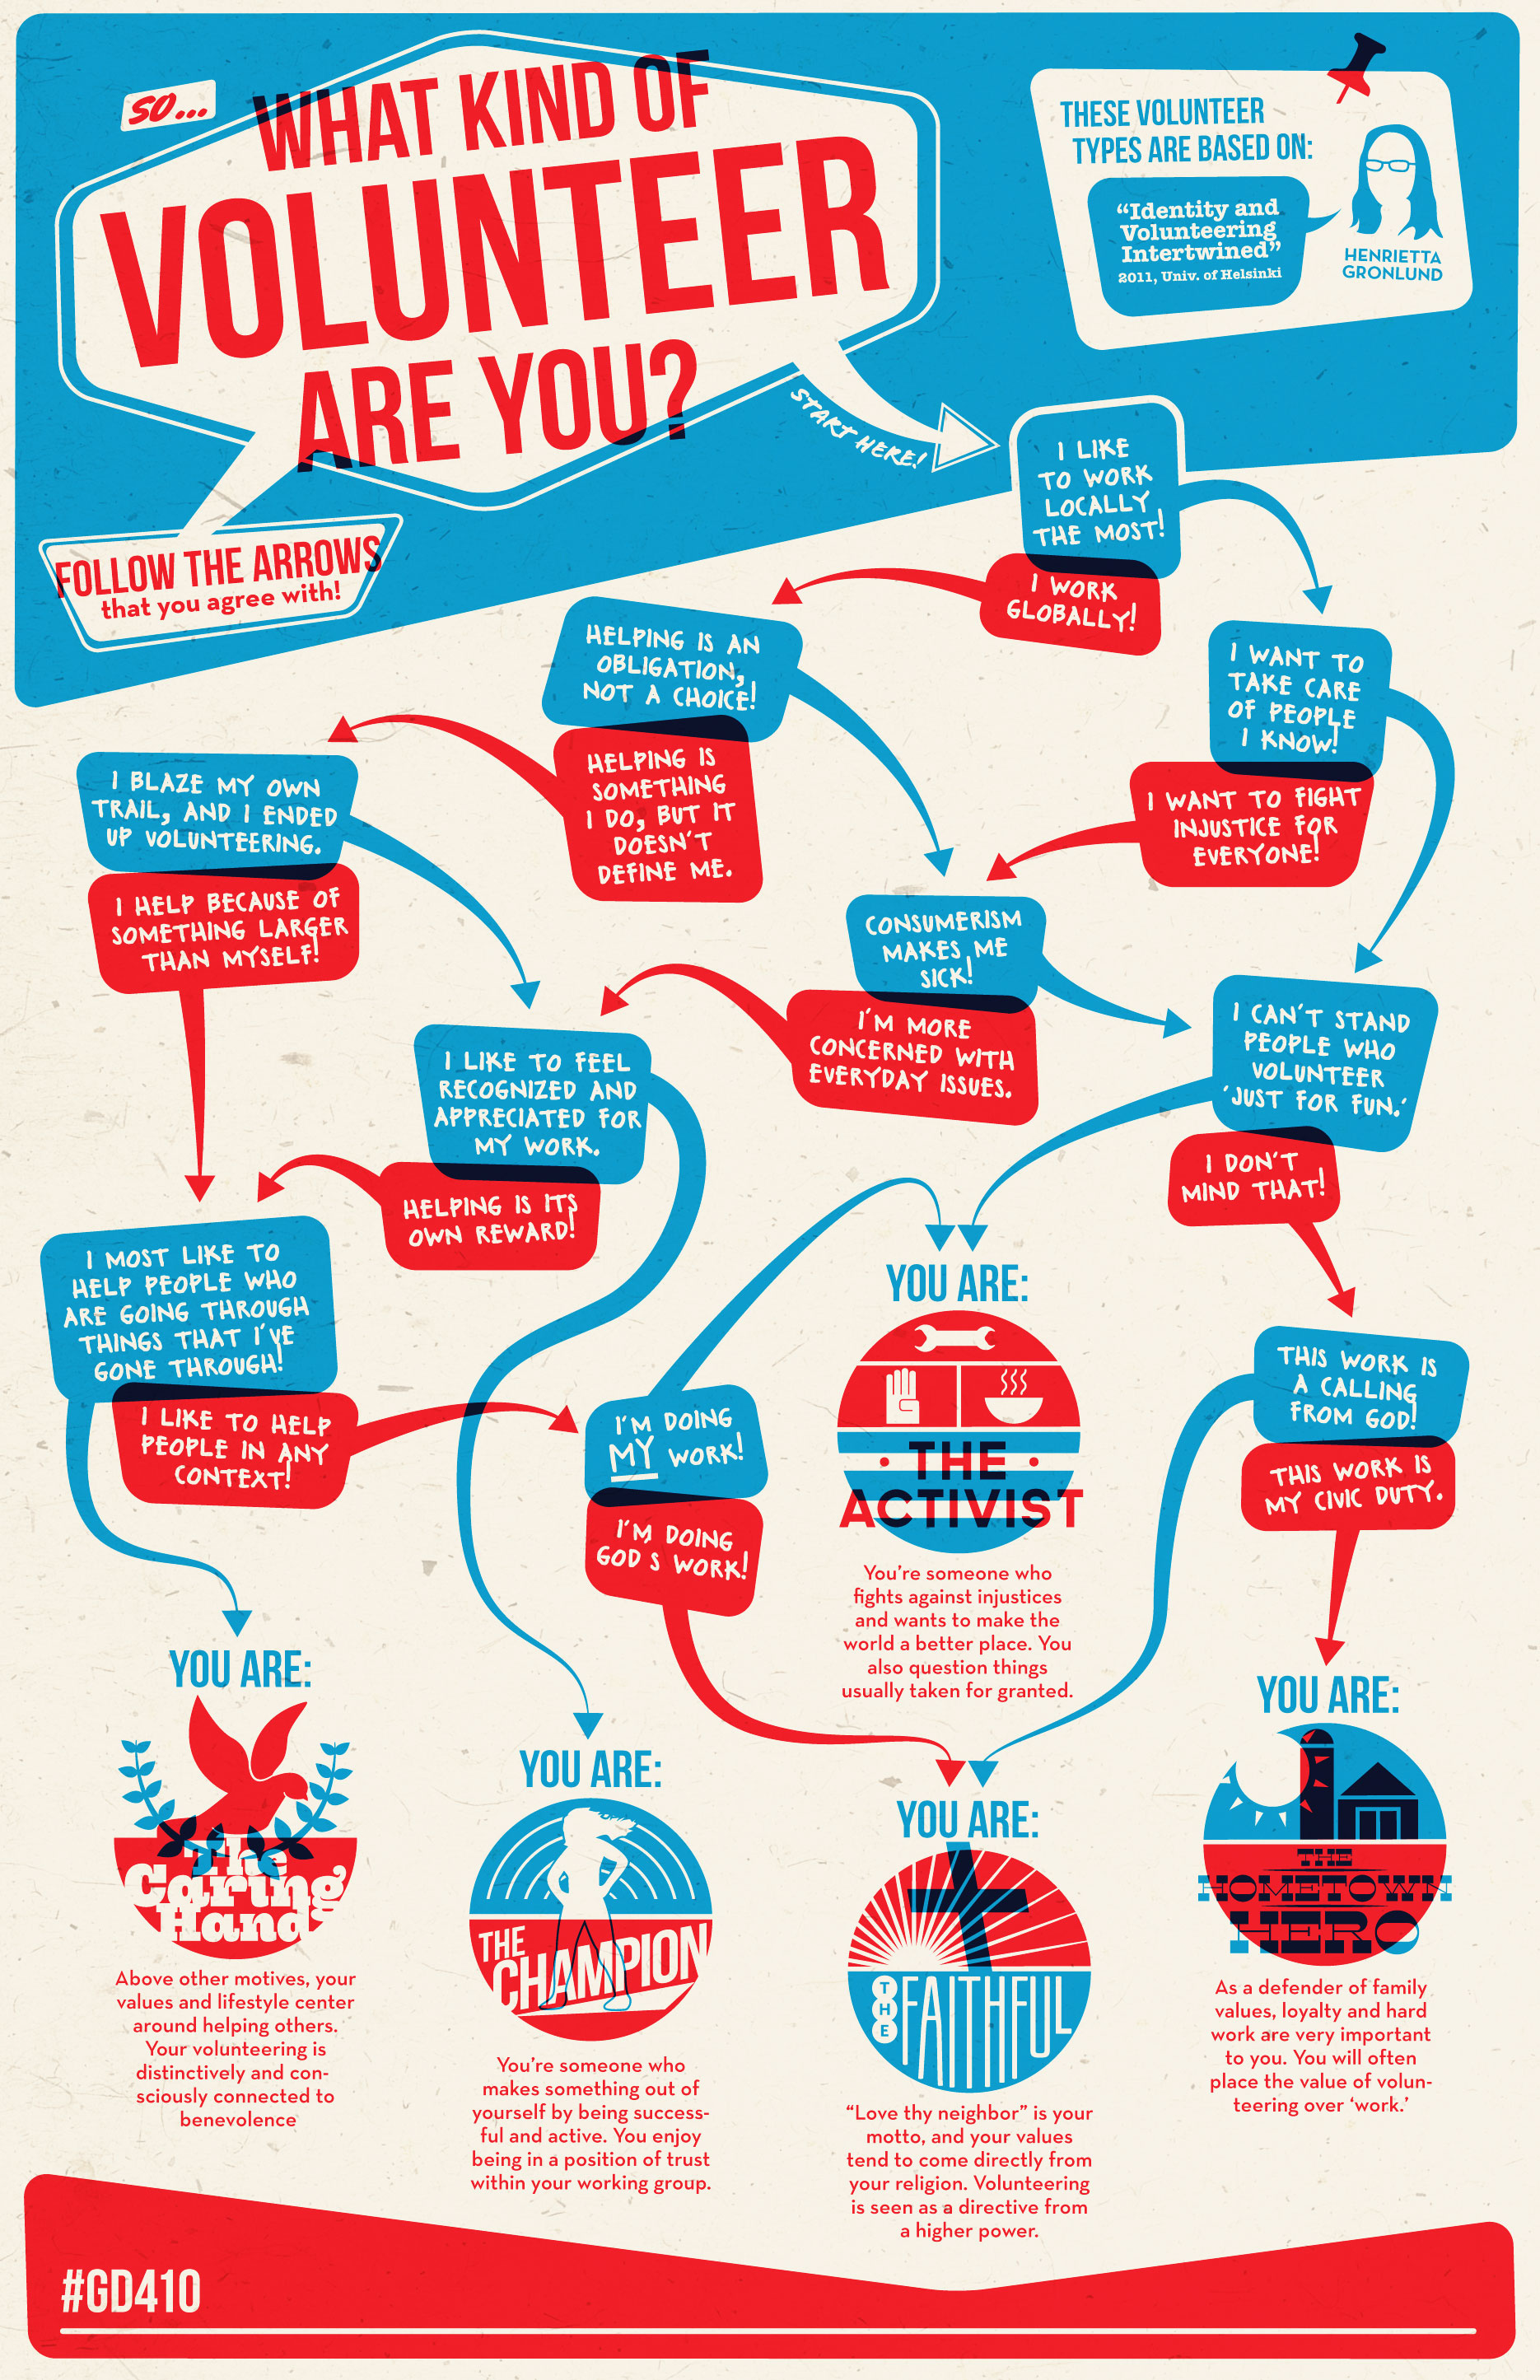 SO...
WHAT KIND OF
VOLUNTEER
ARE YOU?
FOLLOW THE ARROWS
that you agree with!
THESE VOLUNTEER
TYPES ARE BASED ON:
“Identity and
Volunteering
Intertwined”
2011, Univ. of Helsinki
HENRIETTA
GRONLUND
START HERE!
I LIKE
TO WORK
LOCALLY
THE MOST!
I WORK
GLOBALLY!
HELPING IS AN
OBLIGATION,
NOT A CHOICE!
HELPING IS
SOMETHING
I DO, BUT IT
DOESN'T
DEFINE ME.
I WANT TO
TAKE CARE
OF PEOPLE
I KNOW!
I WANT TO FIGHT
INJUSTICE FOR
EVERYONE!
I BLAZE MY OWN
TRAIL, AND I ENDED
UP VOLUNTEERING.
I HELP BECAUSE OF
SOMETHING LARGER
THAN MYSELF!
CONSUMERISM
MAKES ME
SICK!
I'M MORE
CONCERNED WITH
EVERYDAY ISSUES.
I CAN'T STAND
PEOPLE WHO
VOLUNTEER
'JUST FOR FUN.'
I DON'T
MIND THAT!
I LIKE TO FEEL
RECOGNIZED AND
APPRECIATED FOR
MY WORK.
HELPING IS ITS
OWN REWARD!
I MOST LIKE TO
HELP PEOPLE WHO
ARE GOING THROUGH
THINGS THAT I'VE
GONE THROUGH!
I LIKE TO HELP
PEOPLE IN ANY
CONTEXT!
I'M DOING
MY WORK!
I'M DOING
GOD'S WORK!
THIS WORK IS
A CALLING
FROM GOD!
THIS WORK IS
MY CIVIC DUTY.
YOU ARE:
• THE •
ACTIVIST
You're someone who
fights against injustices
and wants to make the
world a better place. You
also question things
usually taken for granted.
YOU ARE:
The
Caring
Hand
Above other motives, your
values and lifestyle center
around helping others.
Your volunteering is
distinctively and con-
sciously connected to
benevolence
YOU ARE:
THE
CHAMPION
You're someone who
makes something out of
yourself by being success-
ful and active. You enjoy
being in a position of trust
within your working group.
YOU ARE:
THE
FAITHFUL
“Love thy neighbor” is your
motto, and your values
tend to come directly from
your religion. Volunteering
is seen as a directive from
a higher power.
YOU ARE:
THE
HOMETOWN
HERO
As a defender of family
values, loyalty and hard
work are very important
to you. You will often
place the value of volun-
teering over ‘work.’
#GD410